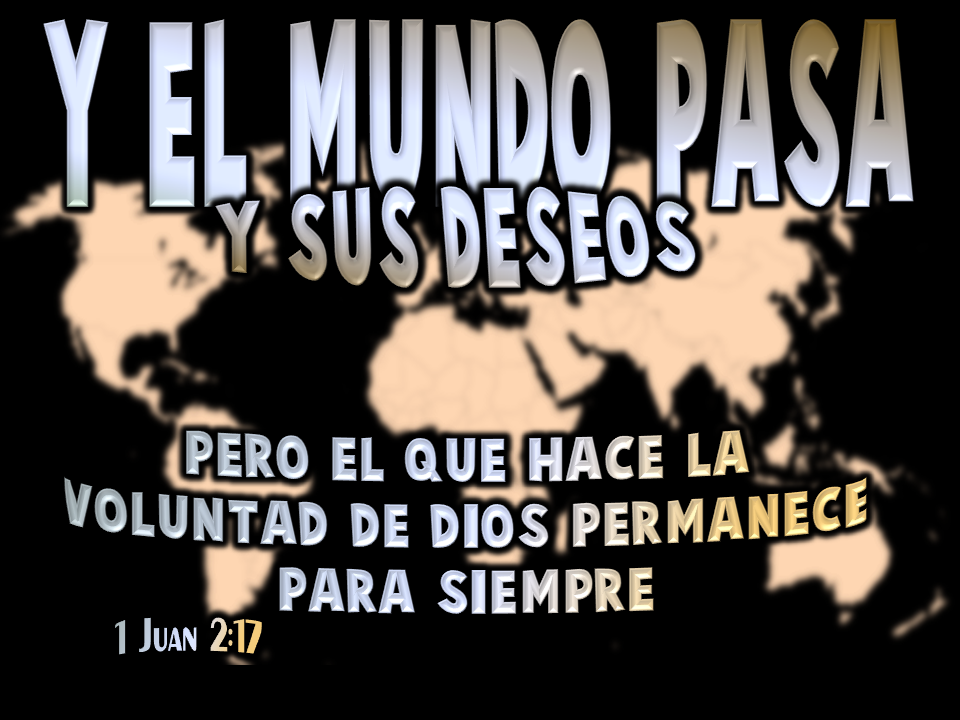 Y EL MUNDO PASA
Y SUS DESEOS
PERO EL QUE HACE LA
VOLUNTAD DE DIOS PERMANECE
PARA SIEMPRE
1 JUAN 2:17